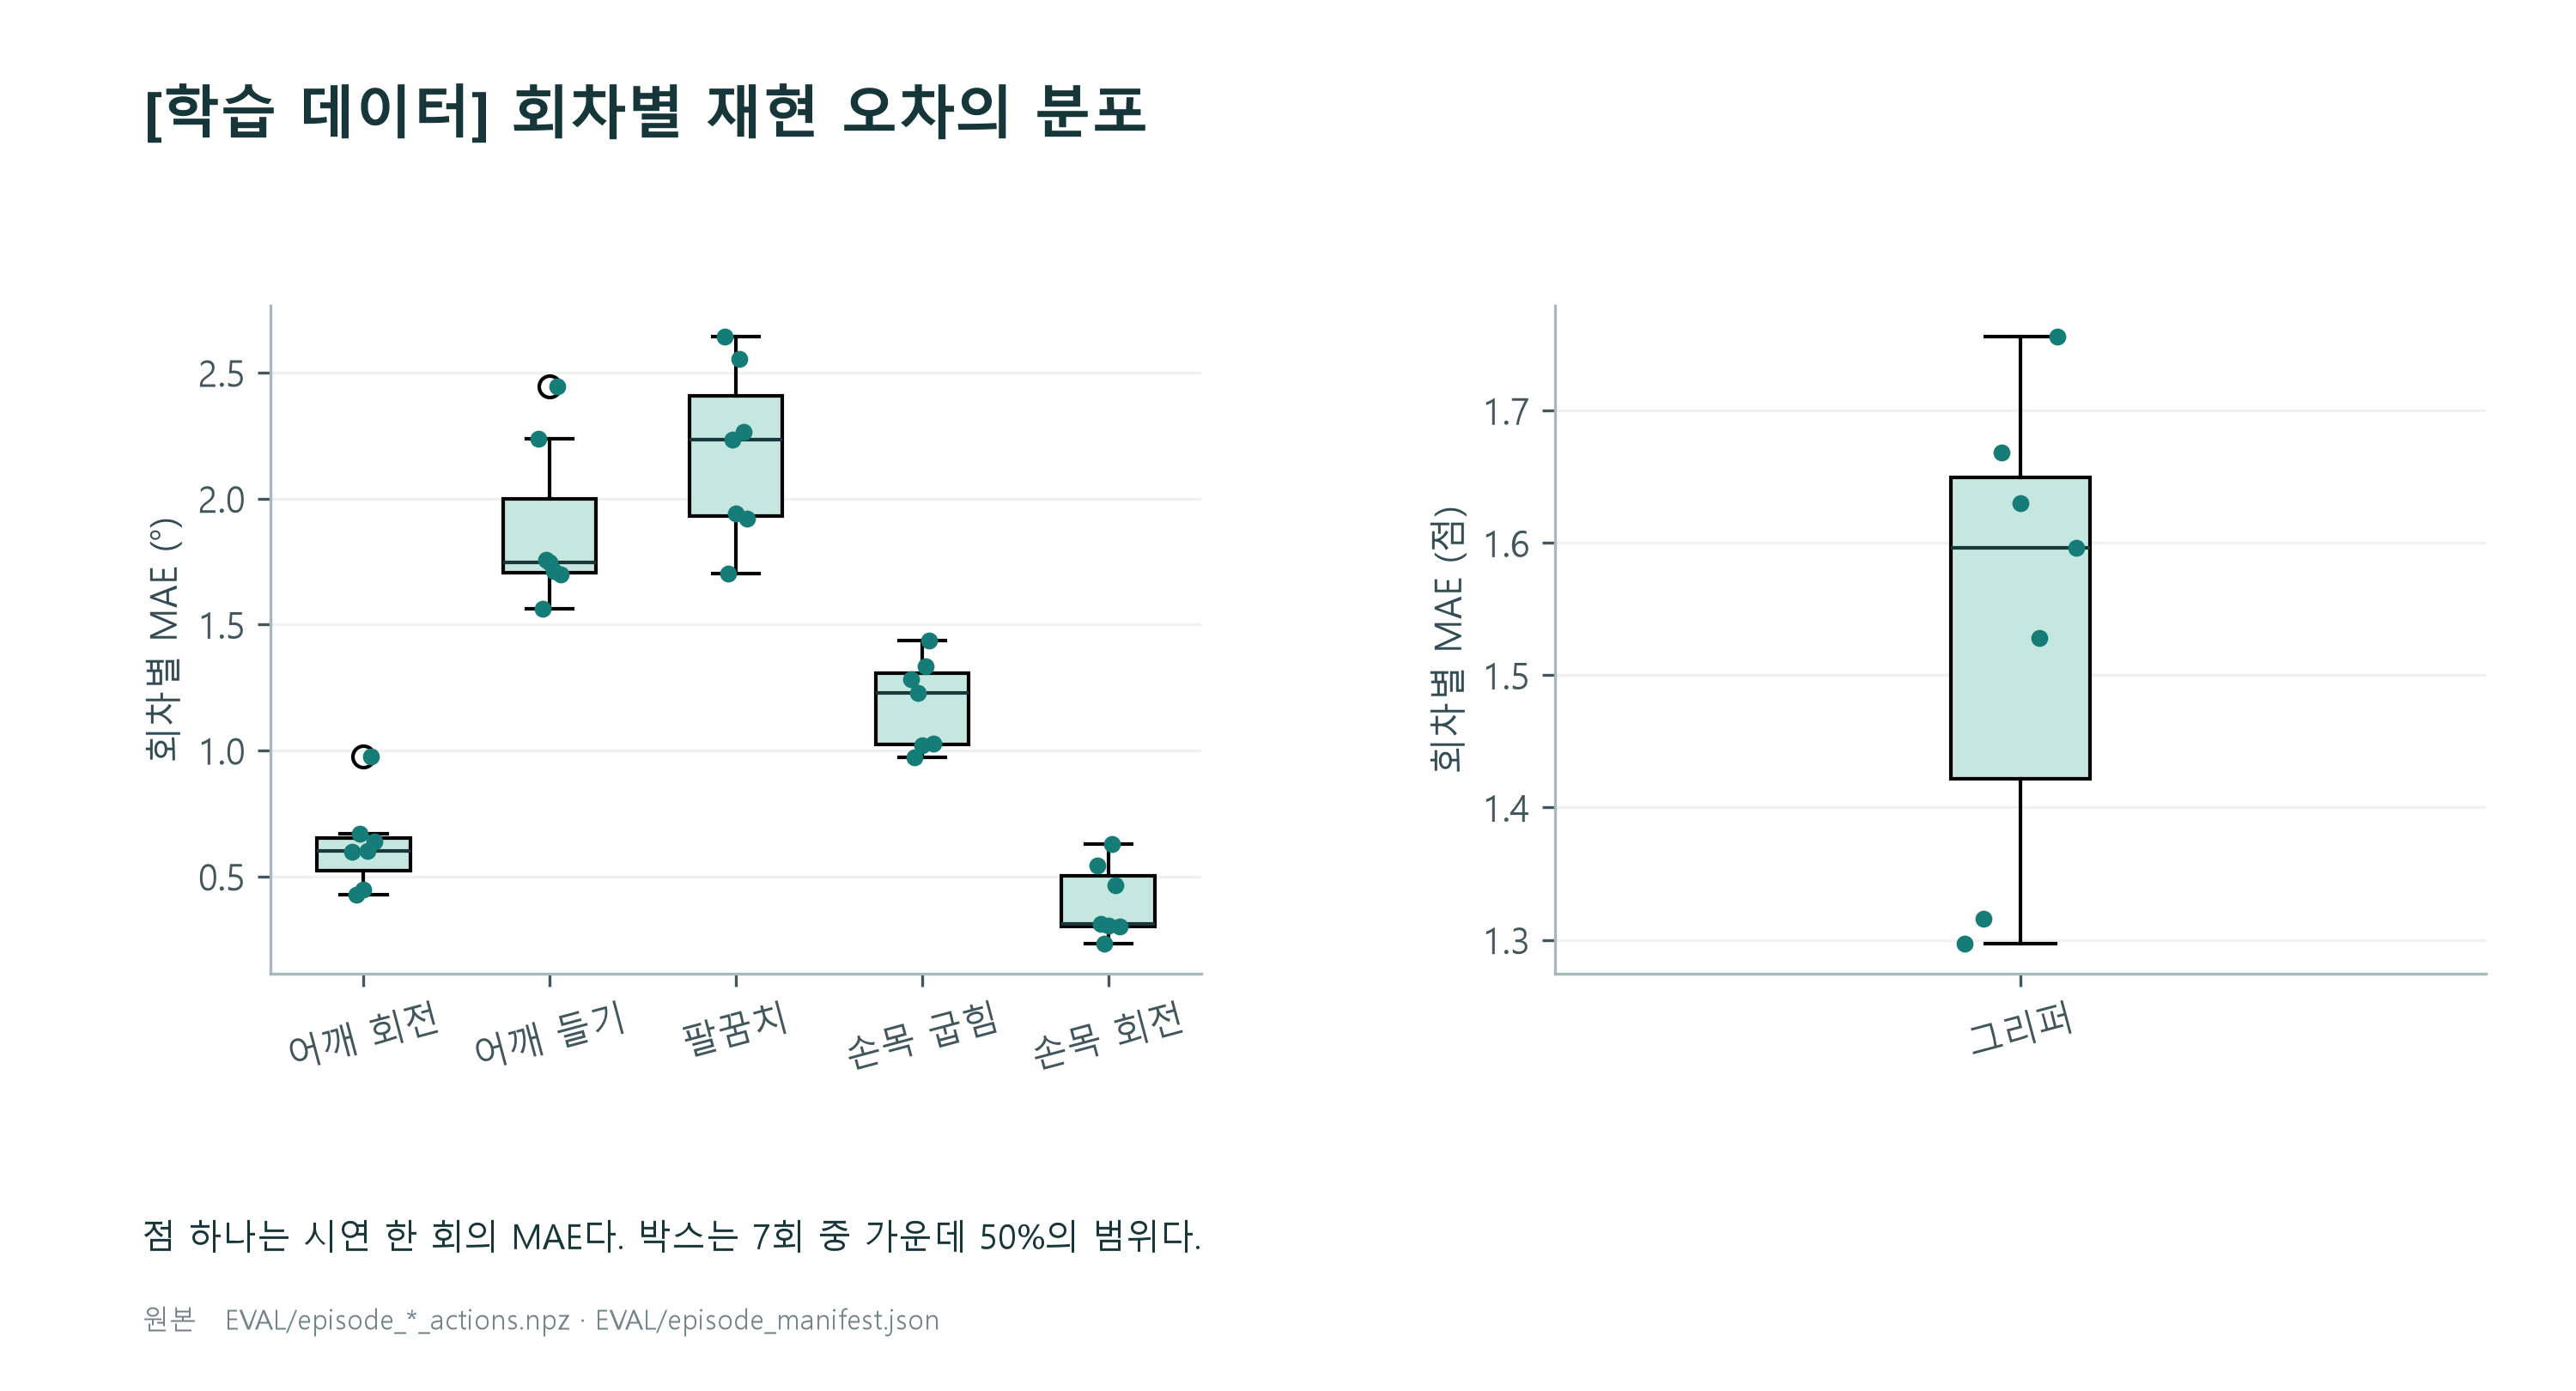 [학습 데이터] 회차별 재현 오차의 분포
회차별 MAE (°)
2.5
2.0
1.5
1.0
0.5
어깨 회전
어깨 들기
팔꿈치
손목 굽힘
손목 회전
회차별 MAE (점)
1.7
1.6
1.5
1.4
1.3
그리퍼
점 하나는 시연 한 회의 MAE다. 박스는 7회 중 가운데 50%의 범위다.
원본 EVAL/episode_*_actions.npz · EVAL/episode_manifest.json